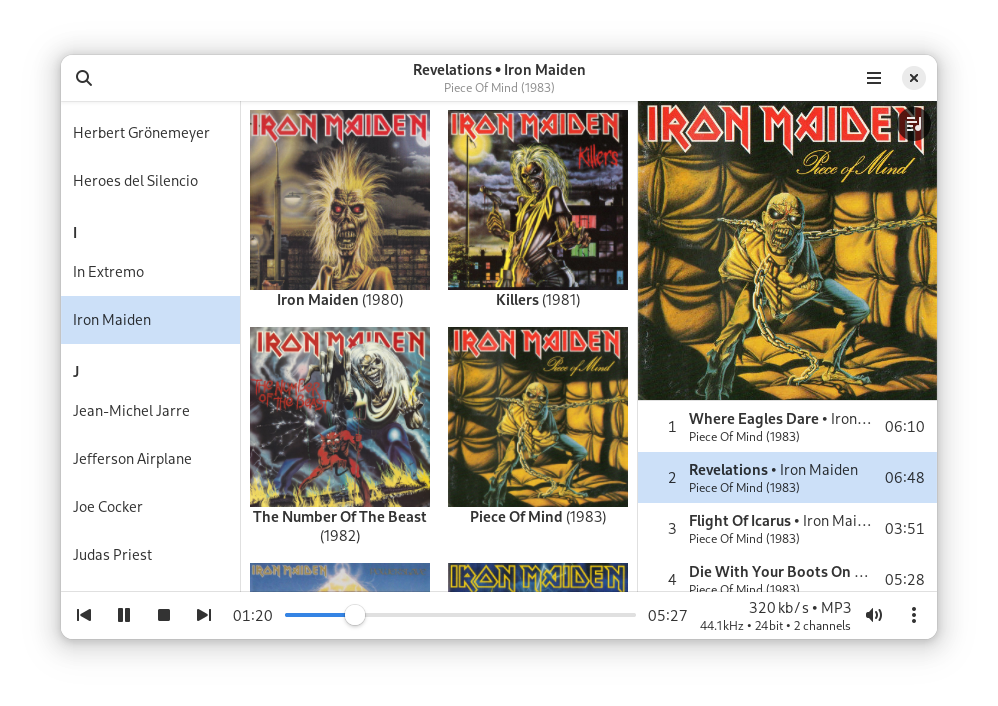 Revelations • Iron Maiden
Piece Of Mind (1983)
Herbert Grönemeyer
Heroes del Silencio
I
In Extremo
Iron Maiden
J
Jean-Michel Jarre
Jefferson Airplane
Joe Cocker
Judas Priest
IRON MAIDEN
Iron Maiden (1980)
IRON MAIDEN
Killers
Killers (1981)
IRON MAIDEN
THE NUMBER
OF THE BEAST
The Number Of The Beast
(1982)
IRON MAIDEN
Piece of Mind
Piece Of Mind (1983)
IRON MAIDEN
IRON MAIDEN
IRON MAIDEN
Piece of Mind
1 Where Eagles Dare • Iron… 06:10
Piece Of Mind (1983)
2 Revelations • Iron Maiden 06:48
Piece Of Mind (1983)
3 Flight Of Icarus • Iron Mai… 03:51
Piece Of Mind (1983)
4 Die With Your Boots On … 05:28
Piece Of Mind (1983)
01:20
05:27
320 kb/s • MP3
44.1kHz • 24bit • 2 channels